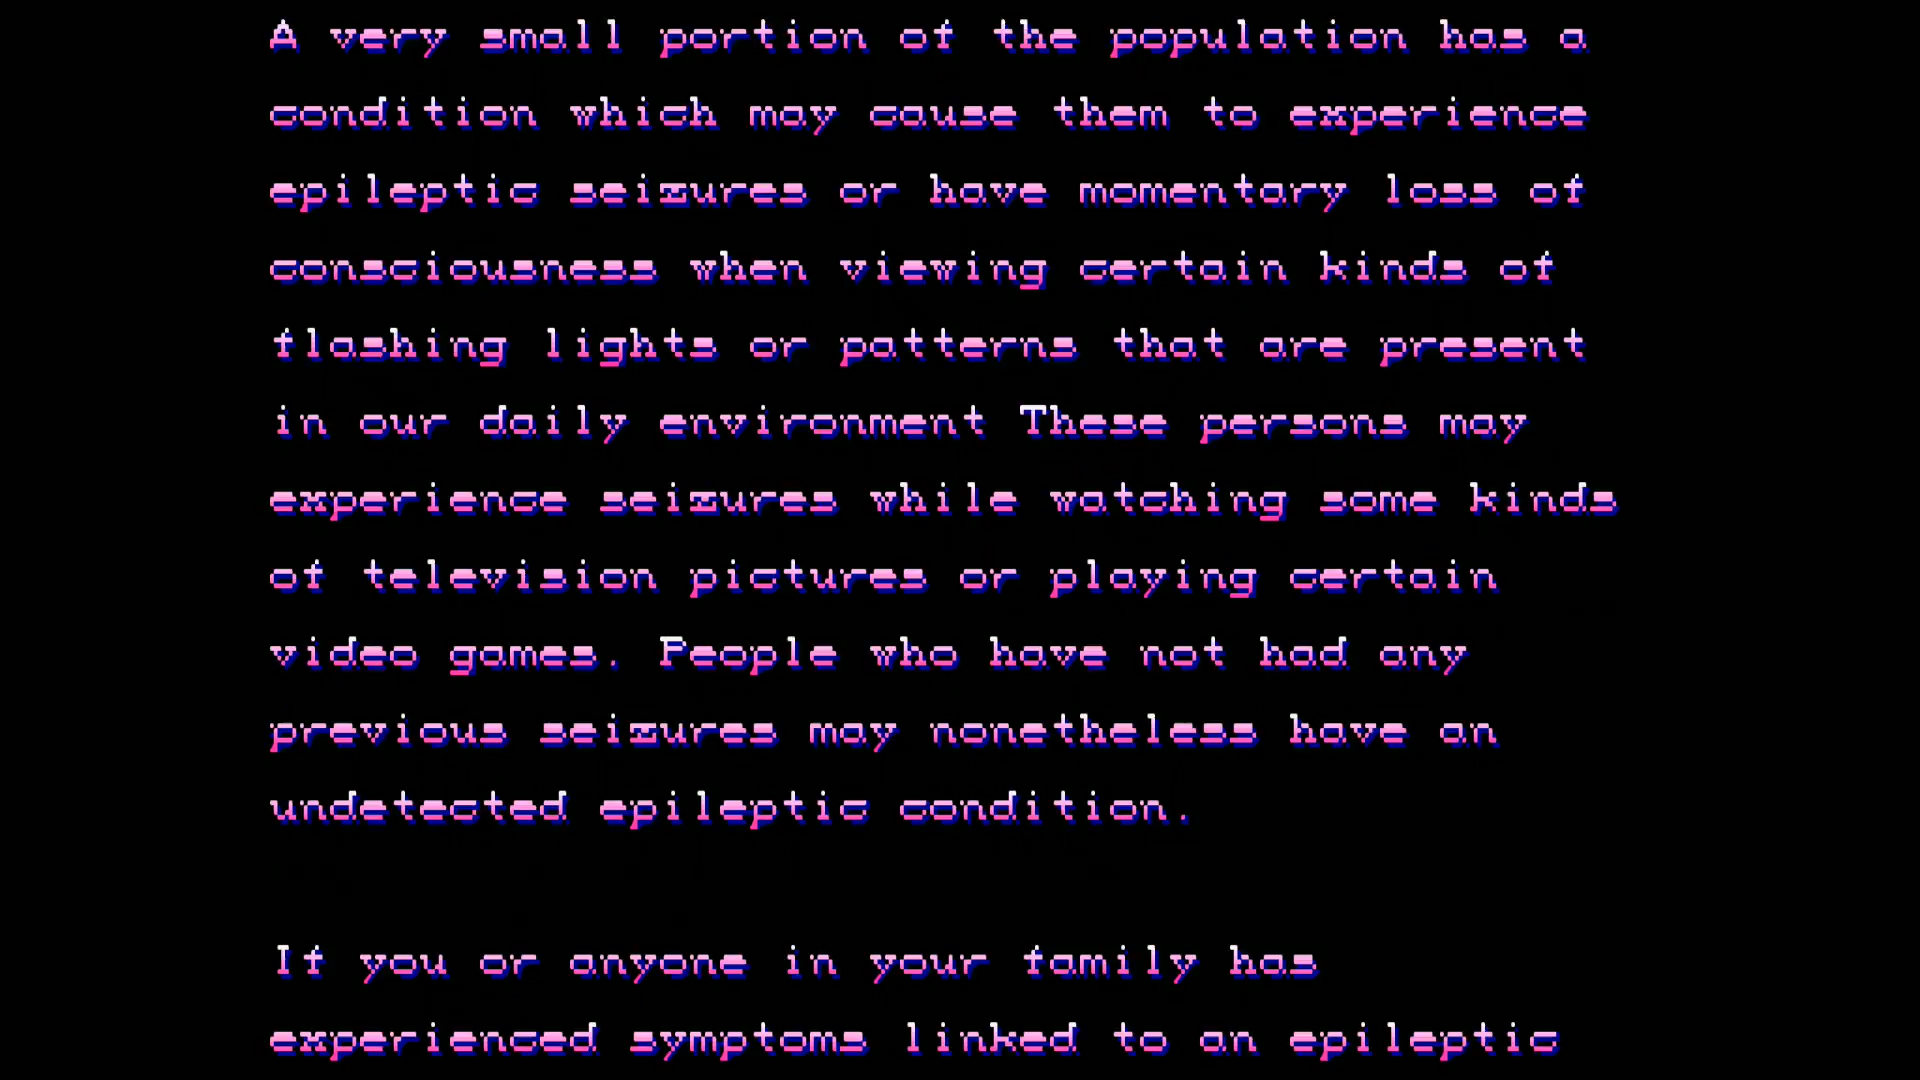 A very small portion of the population has a
condition which may cause them to experience
epileptic seizures or have momentary loss of
consciousness when viewing certain kinds of
flashing lights or patterns that are present
in our daily environment These persons may
experience seizures while watching some kinds
of television pictures or playing certain
video games. People who have not had any
previous seizures may nonetheless have an
undetected epileptic condition.
If you or anyone in your family has
experienced symptoms linked to an epileptic